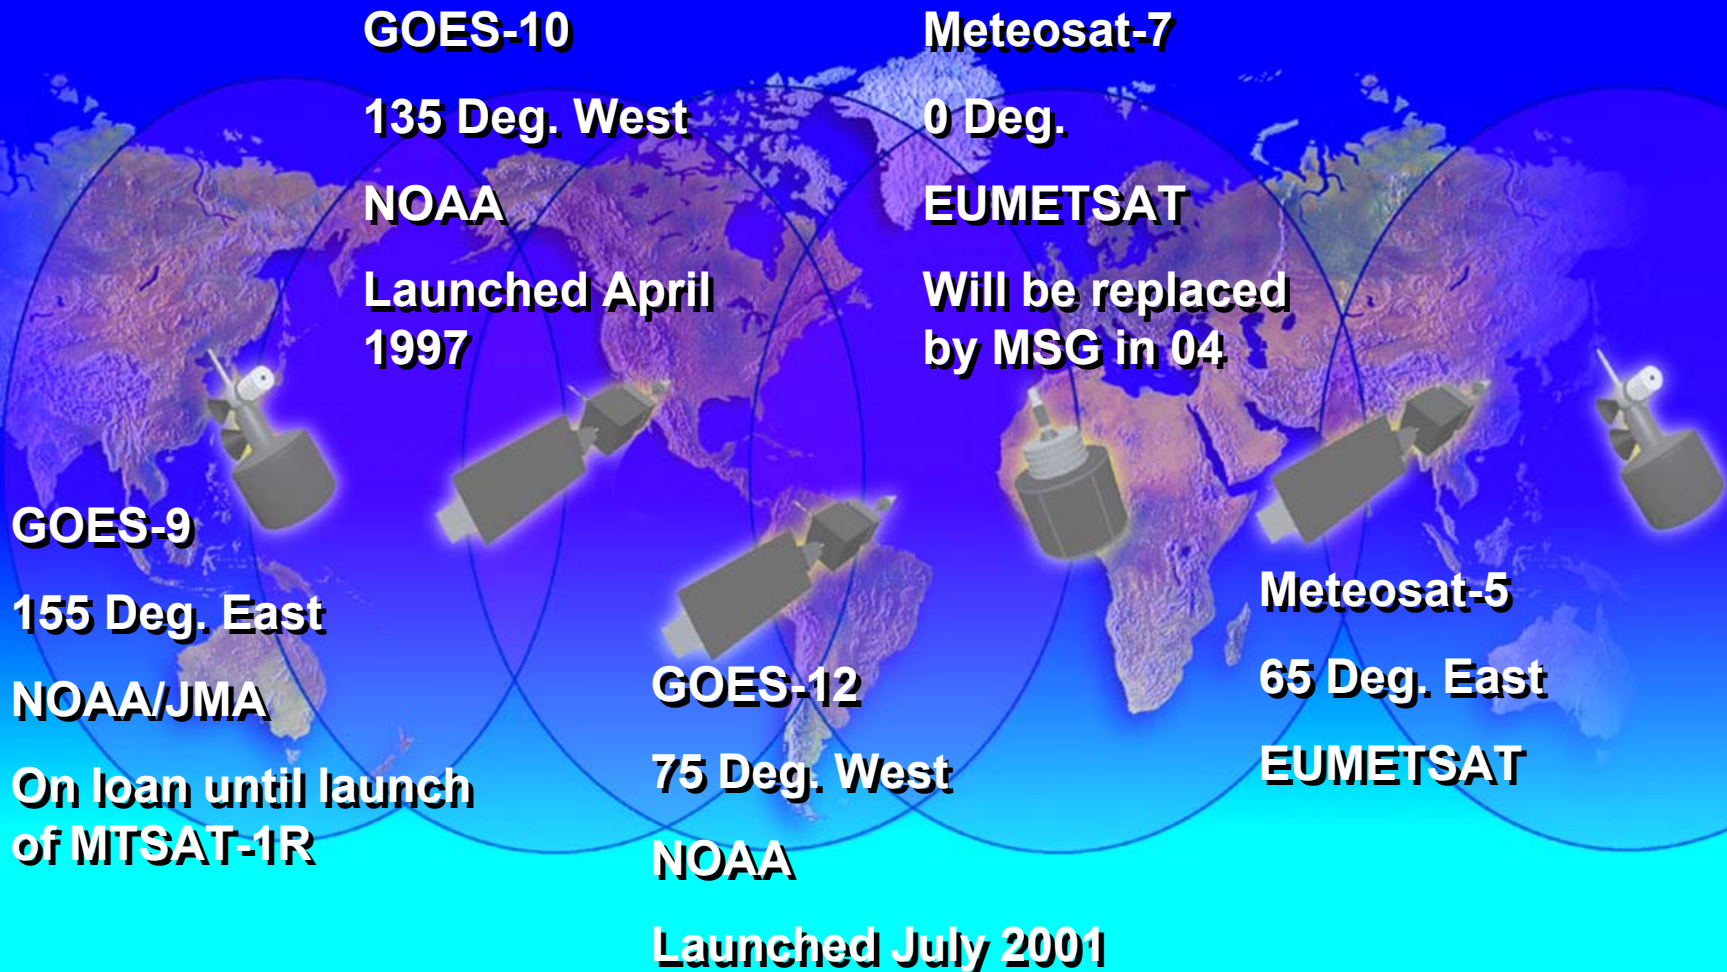 GOES-10
135 Deg. West
NOAA
Launched April
1997
Meteosat-7
0 Deg.
EUMETSAT
Will be replaced
by MSG in 04
GOES-9
155 Deg. East
NOAA/JMA
On loan until launch
of MTSAT-1R
GOES-12
75 Deg. West
NOAA
Launched July 2001
Meteosat-5
65 Deg. East
EUMETSAT